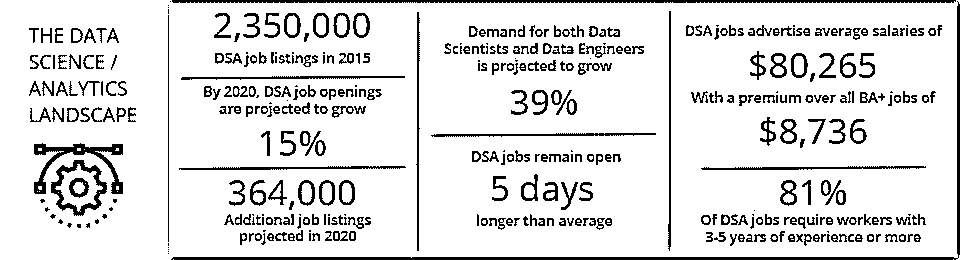 THE DATA
SCIENCE /
ANALYTICS
LANDSCAPE
2,350,000
DSA job listings in 2015
By 2020, DSA job openings
are projected to grow
15%
364,000
Additional job listings
projected in 2020
Demand for both Data
Scientists and Data Engineers
is projected to grow
39%
DSA jobs remain open
5 days
longer than average
DSA jobs advertise average salaries of
$80,265
With a premium over all BA+ jobs of
$8,736
81%
Of DSA jobs require workers with
3-5 years of experience or more